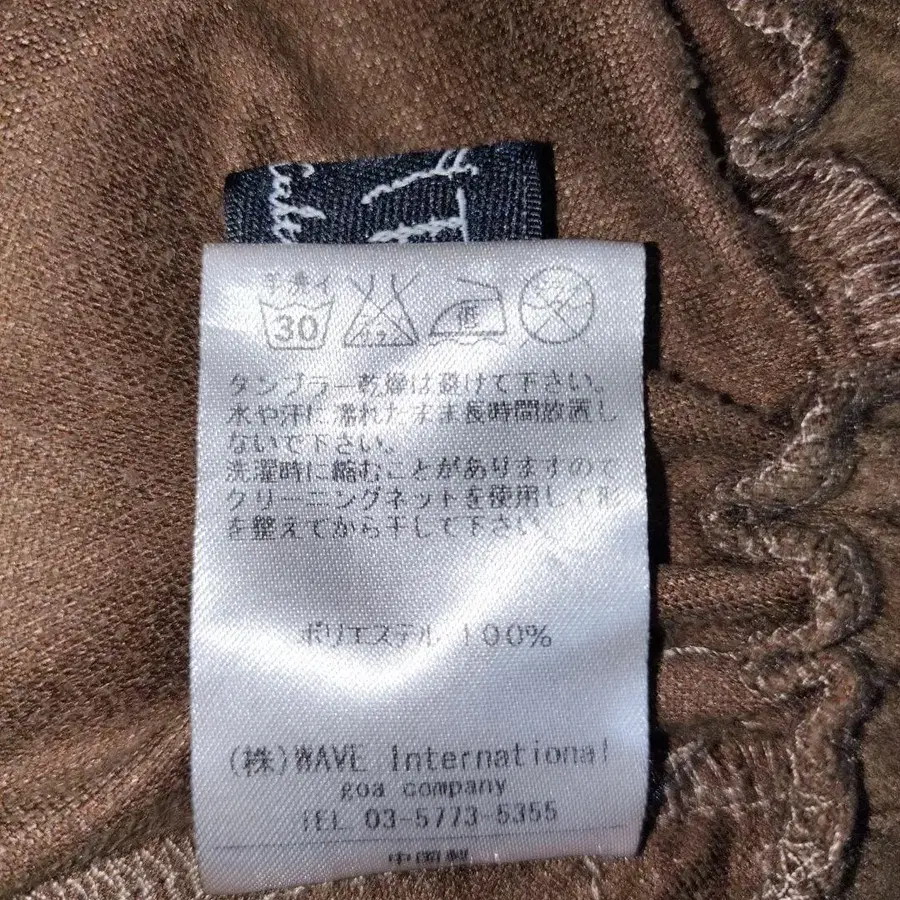 手洗イ
30
低
タンブラー乾燥は避けて下さい。
水や汗に濡れたまま長時間放置し
ないで下さい。
洗濯時に縮むことがありますので
クリーニングネットを使用して形
を整えてから干して下さい。
ポリエステル 100%
(株)WAVE International
goa company
TEL 03-5773-5355
中国製